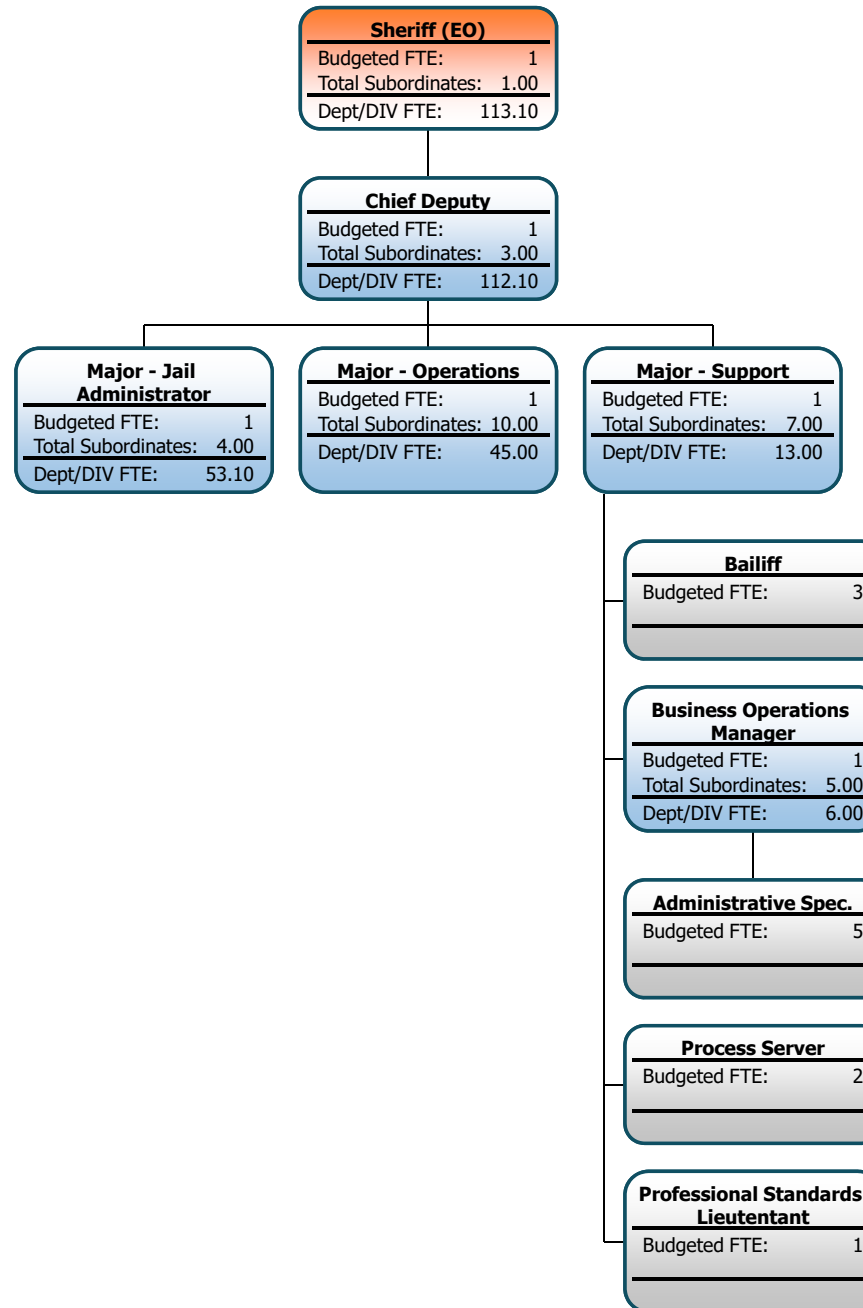 Sheriff (EO)
Budgeted FTE: 1
Total Subordinates: 1.00
Dept/DIV FTE: 113.10
Chief Deputy
Budgeted FTE: 1
Total Subordinates: 3.00
Dept/DIV FTE: 112.10
Major - Jail
Administrator
Budgeted FTE: 1
Total Subordinates: 4.00
Dept/DIV FTE: 53.10
Major - Operations
Budgeted FTE: 1
Total Subordinates: 10.00
Dept/DIV FTE: 45.00
Major - Support
Budgeted FTE: 1
Total Subordinates: 7.00
Dept/DIV FTE: 13.00
Bailiff
Budgeted FTE: 3
Business Operations
Manager
Budgeted FTE: 1
Total Subordinates: 5.00
Dept/DIV FTE: 6.00
Administrative Spec.
Budgeted FTE: 5
Process Server
Budgeted FTE: 2
Professional Standards
Lieutentant
Budgeted FTE: 1